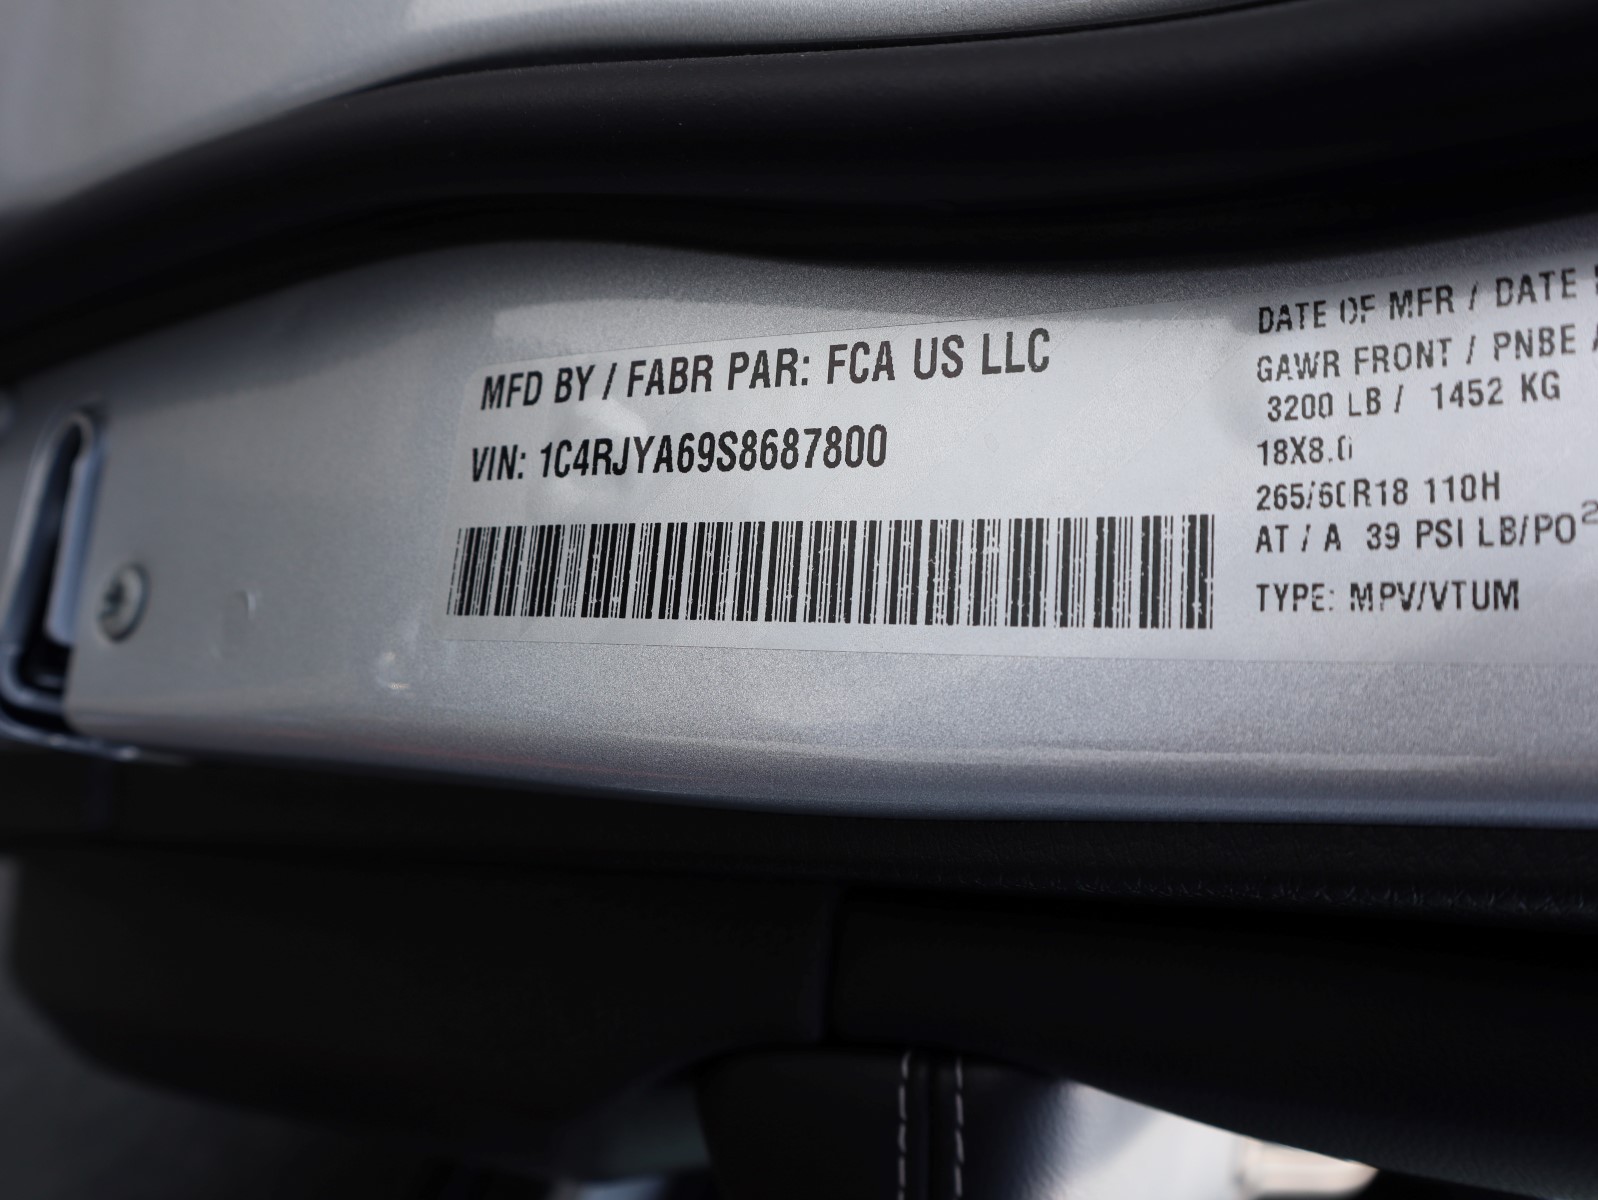 MFD BY / FABR PAR: FCA US LLC
VIN: 1C4RJYA69S8687800
DATE OF MFR / DATE
GAWR FRONT / PNBE
3200 LB / 1452 KG
18X8.0
265/60R18 110H
AT / A 39 PSI LB/PO²
TYPE: MPV/VTUM